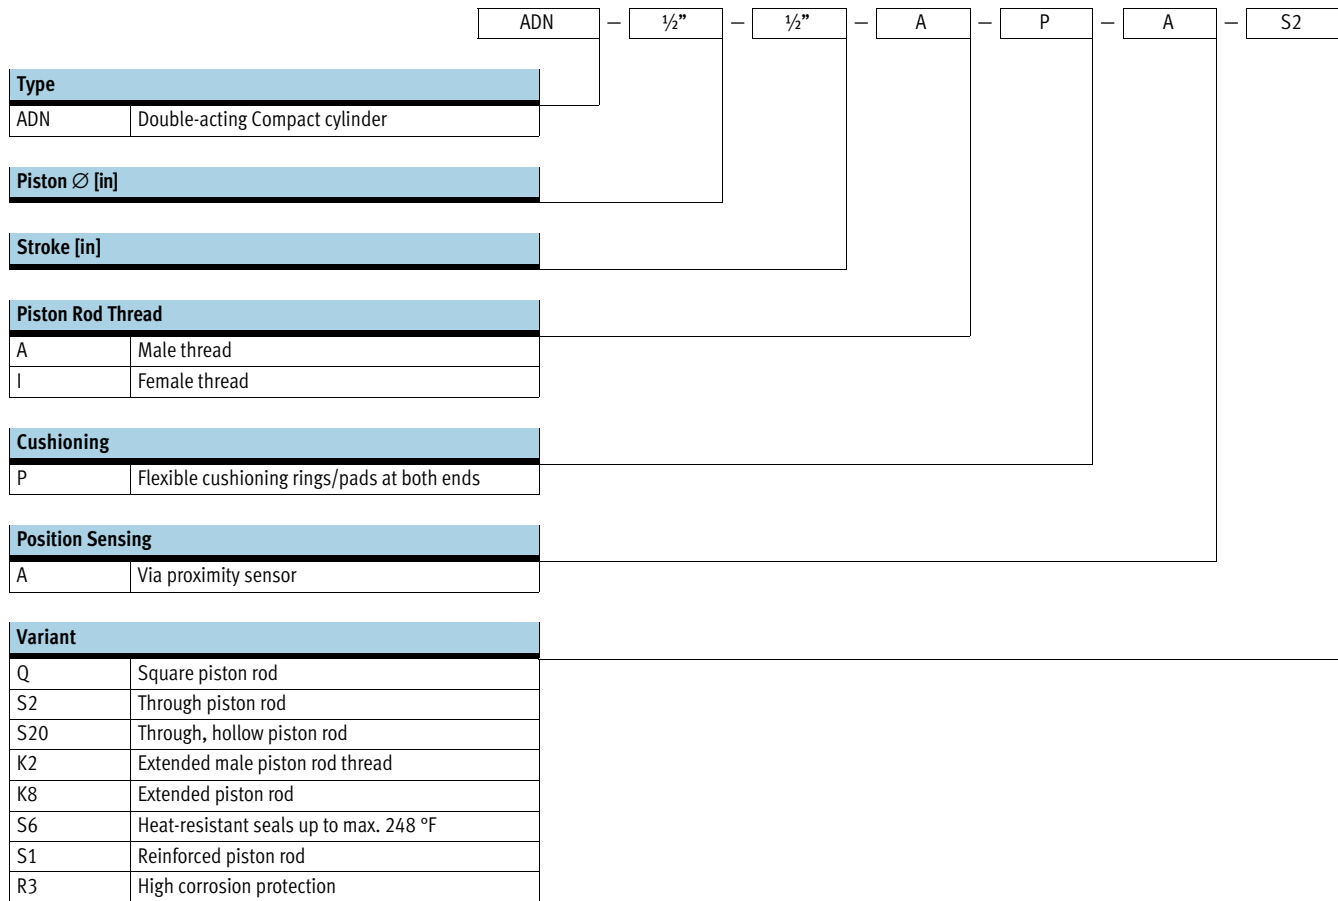 ADN — ½” — ½” — A — P — A — S2
Type
ADN Double-acting Compact cylinder
Piston ∅ [in]
Stroke [in]
Piston Rod Thread
A Male thread
I Female thread
Cushioning
P Flexible cushioning rings/pads at both ends
Position Sensing
A Via proximity sensor
Variant
Q Square piston rod
S2 Through piston rod
S20 Through, hollow piston rod
K2 Extended male piston rod thread
K8 Extended piston rod
S6 Heat-resistant seals up to max. 248 °F
S1 Reinforced piston rod
R3 High corrosion protection